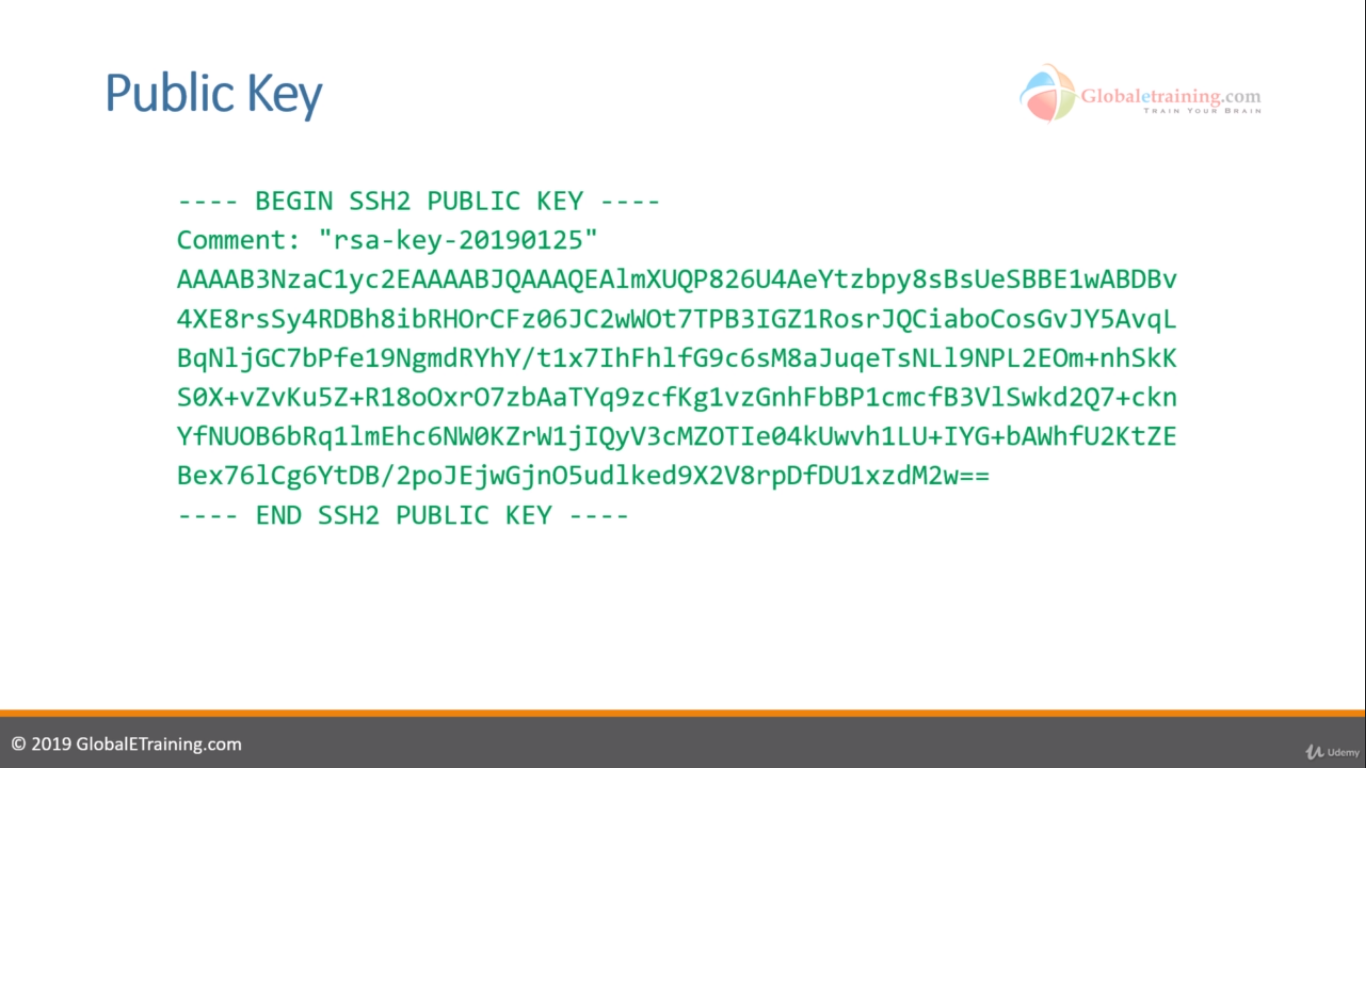 Public Key
Globaletraining.com
TRAIN YOUR BRAIN
---- BEGIN SSH2 PUBLIC KEY ----
Comment: "rsa-key-20190125"
AAAAB3NzaC1yc2EAAAABJQAAAQEAlmXUQP826U4AeYtzbpy8sBsUeSBBE1wABDBv
4XE8rsSy4RDBh8ibRHOrCFz06JC2wWOt7TPB3IGZ1RosrJQCiaboCosGvJY5AvqL
BqNljGC7bPfe19NgmdRYhY/t1x7IhFhlfG9c6sM8aJuqeTsNLl9NPL2EOm+nhSkK
S0X+vZvKu5Z+R18oOxrO7zbAaTYq9zcfKg1vzGnhFbBP1cmcfB3VlSwkd2Q7+ckn
YfNUOB6bRq1lmEhc6NW0KZrW1jIQyV3cMZOTIe04kUwvh1LU+IYG+bAWhfU2KtZE
Bex76lCg6YtDB/2poJEjwGjnO5udlked9X2V8rpDfDU1xzdM2w==
---- END SSH2 PUBLIC KEY ----
© 2019 GlobalETraining.com
Udemy